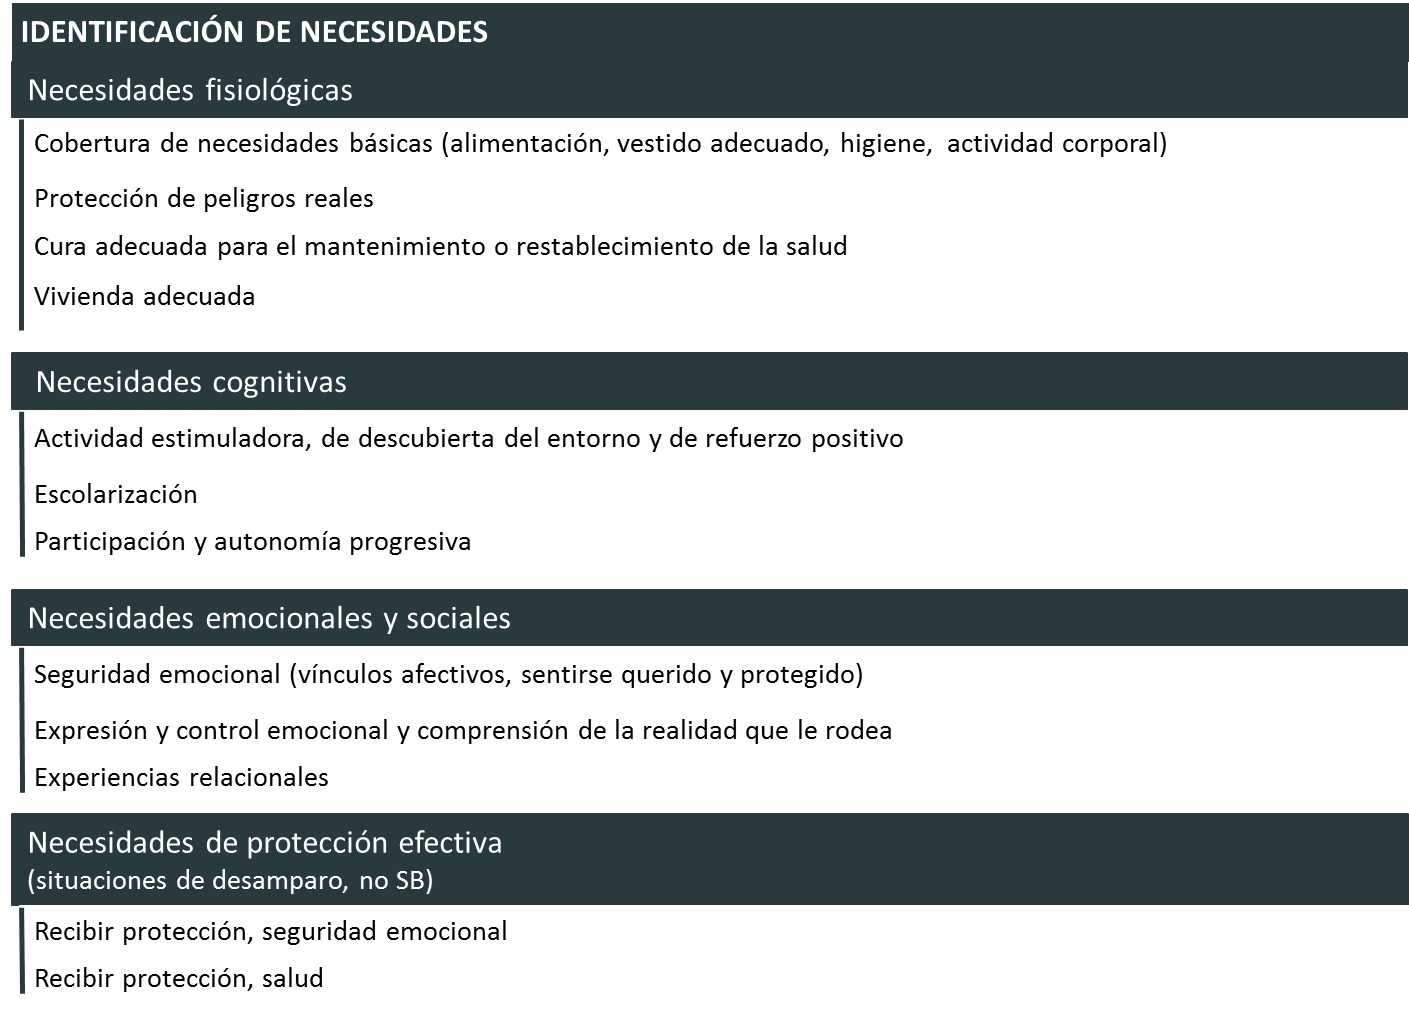 IDENTIFICACIÓN DE NECESIDADES
Necesidades fisiológicas
Cobertura de necesidades básicas (alimentación, vestido adecuado, higiene, actividad corporal)
Protección de peligros reales
Cura adecuada para el mantenimiento o restablecimiento de la salud
Vivienda adecuada
Necesidades cognitivas
Actividad estimuladora, de descubierta del entorno y de refuerzo positivo
Escolarización
Participación y autonomía progresiva
Necesidades emocionales y sociales
Seguridad emocional (vínculos afectivos, sentirse querido y protegido)
Expresión y control emocional y comprensión de la realidad que le rodea
Experiencias relacionales
Necesidades de protección efectiva
(situaciones de desamparo, no SB)
Recibir protección, seguridad emocional
Recibir protección, salud